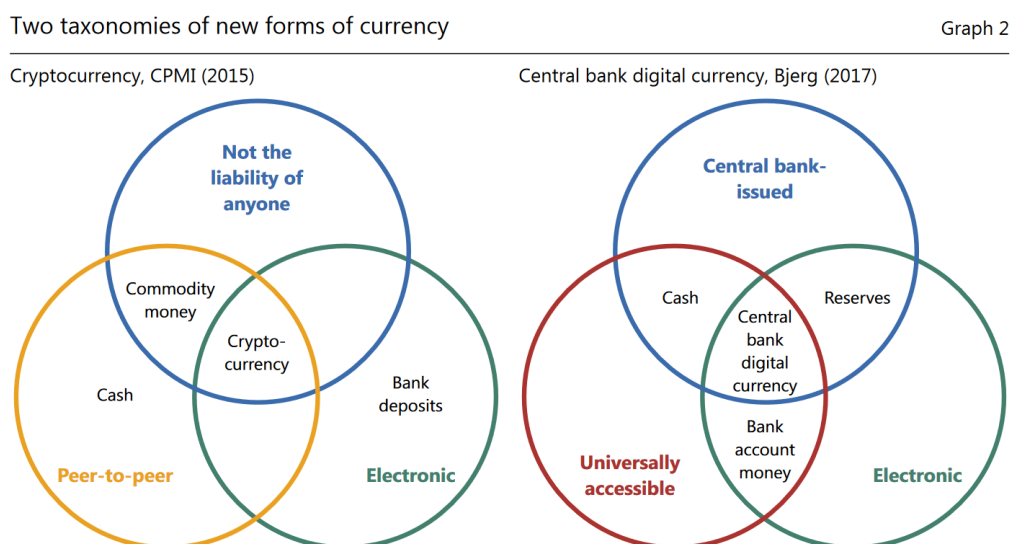 Two taxonomies of new forms of currency
Graph 2
Cryptocurrency, CPMI (2015)
Central bank digital currency, Bjerg (2017)
Not the
liability of
anyone
Commodity
money
Crypto-
currency
Cash
Bank
deposits
Peer-to-peer
Electronic
Central bank-
issued
Cash
Reserves
Central
bank
digital
currency
Bank
account
money
Universally
accessible
Electronic